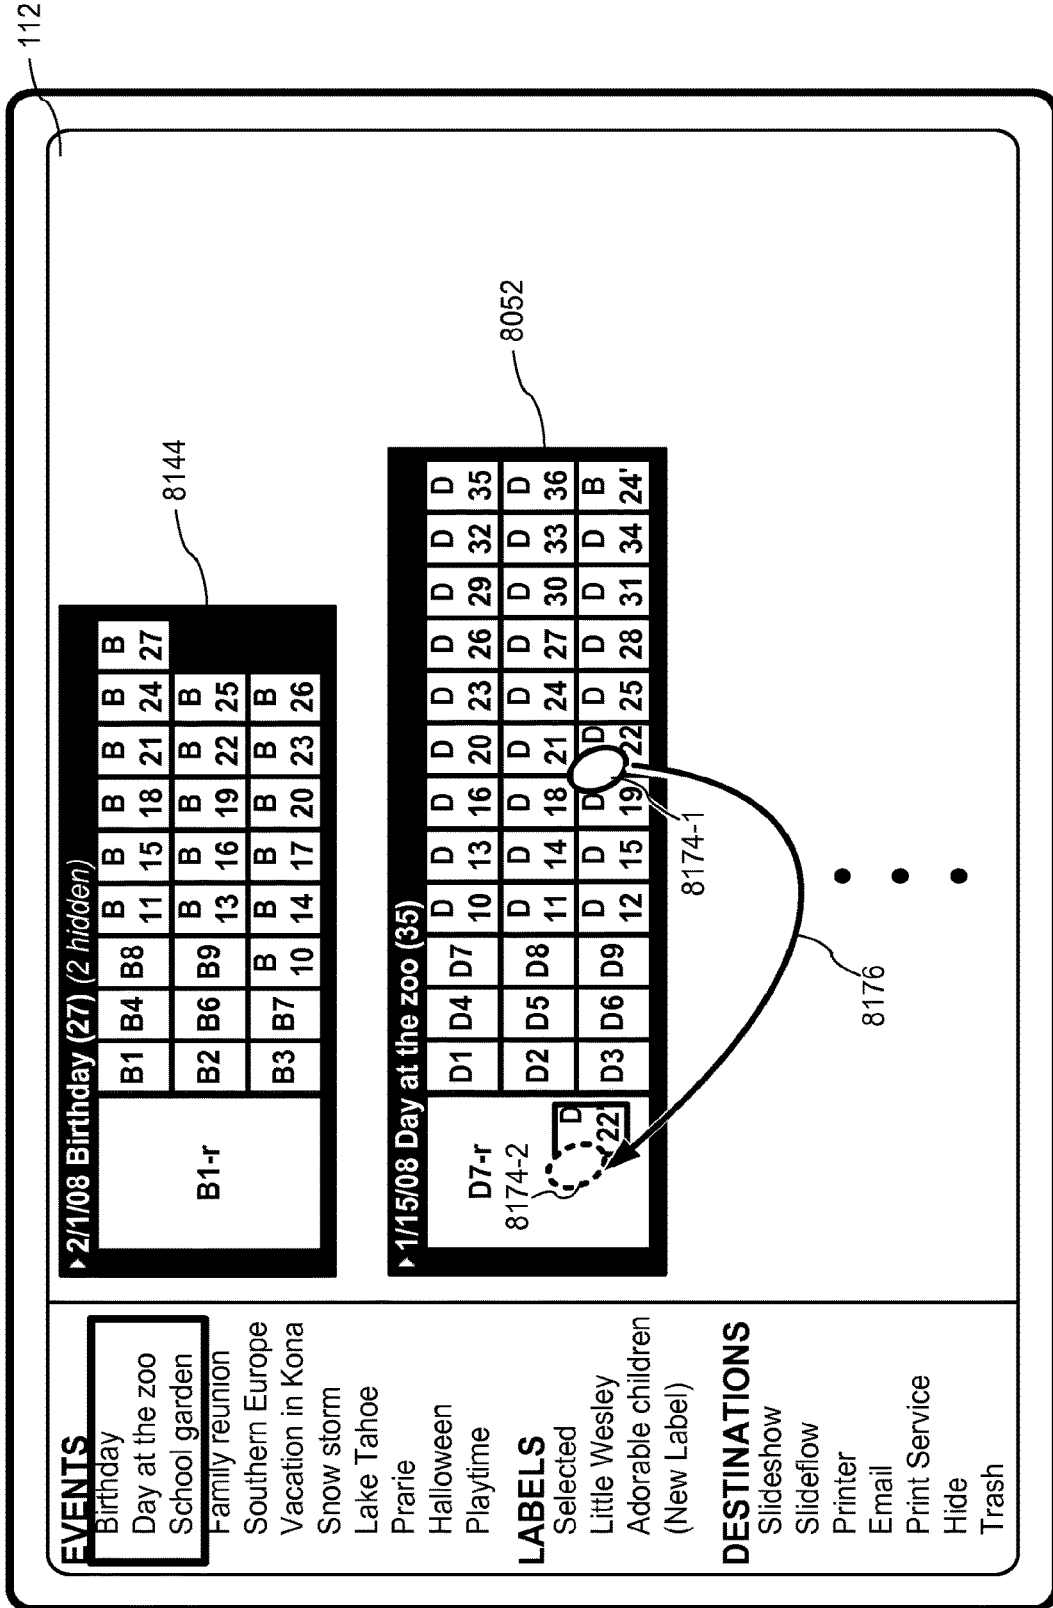 112
EVENTS
Birthday
Day at the zoo
School garden
Family reunion
Southern Europe
Vacation in Kona
Snow storm
Lake Tahoe
Prarie
Halloween
Playtime
LABELS
Selected
Little Wesley
Adorable children
(New Label)
DESTINATIONS
Slideshow
Slideflow
Printer
Email
Print Service
Hide
Trash
2/1/08 Birthday (27) (2 hidden)
B1-r
B1 B4 B8 B 11 B 15 B 18 B 21 B 24 B 27
B2 B6 B9 B 13 B 16 B 19 B 22 B 25
B3 B7 B 10 B 14 B 17 B 20 B 23 B 26
8144
1/15/08 Day at the zoo (35)
D7-r
D 22'
8174-2
D1 D4 D7 D 10 D 13 D 16 D 20 D 23 D 26 D 29 D 32 D 35
D2 D5 D8 D 11 D 14 D 18 D 21 D 24 D 27 D 30 D 33 D 36
D3 D6 D9 D 12 D 15 D 19 D 22 D 25 D 28 D 31 D 34 B 24'
8052
8174-1
8176